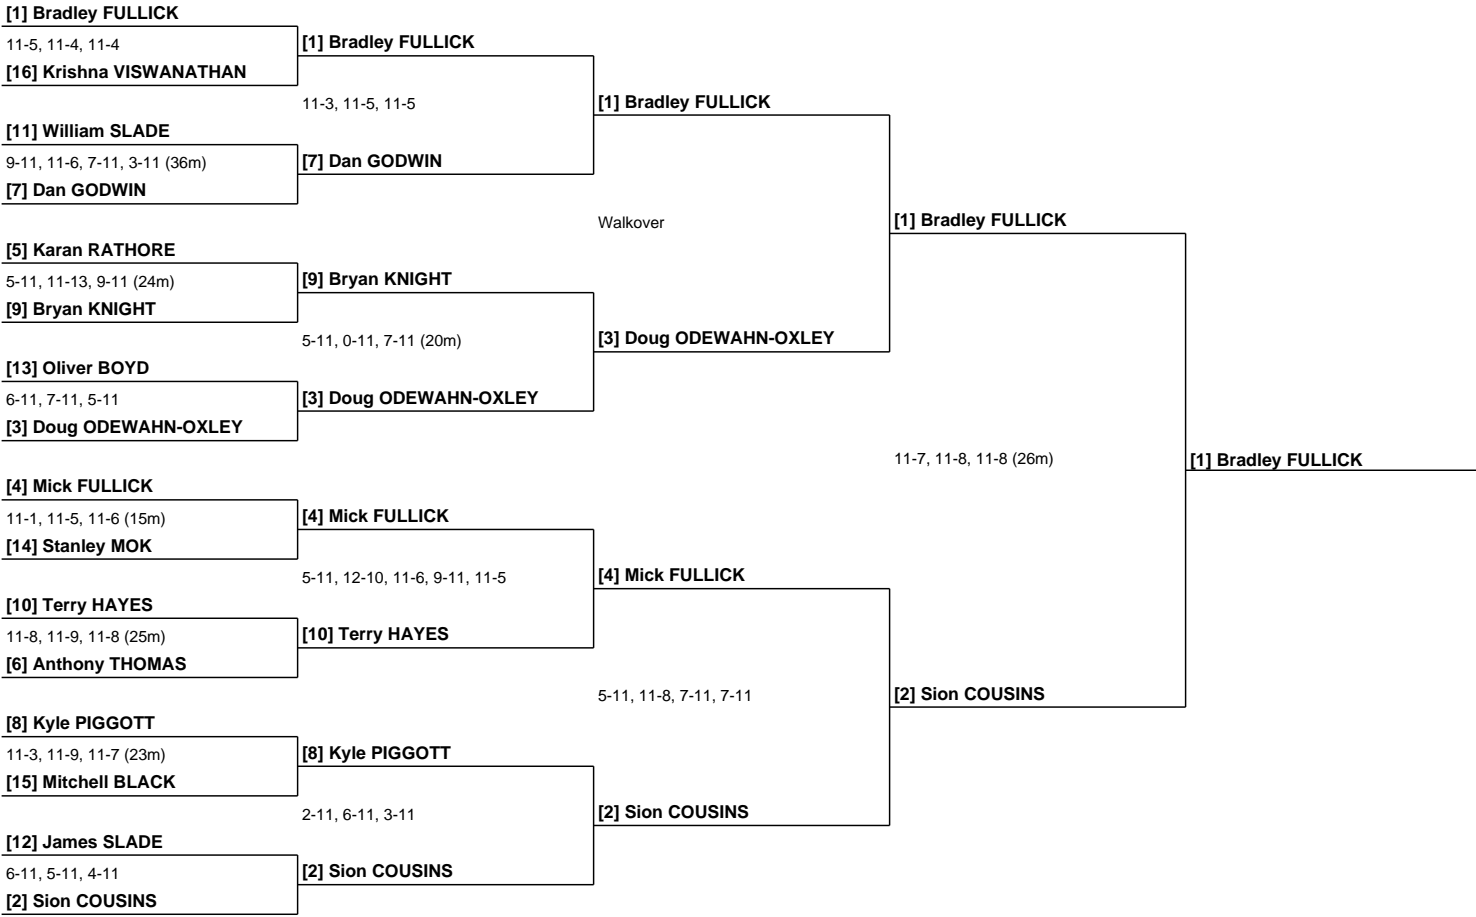 [1] Bradley FULLICK
11-5, 11-4, 11-4
[16] Krishna VISWANATHAN
[11] William SLADE
9-11, 11-6, 7-11, 3-11 (36m)
[7] Dan GODWIN
[5] Karan RATHORE
5-11, 11-13, 9-11 (24m)
[9] Bryan KNIGHT
[13] Oliver BOYD
6-11, 7-11, 5-11
[3] Doug ODEWAHN-OXLEY
[4] Mick FULLICK
11-1, 11-5, 11-6 (15m)
[14] Stanley MOK
[10] Terry HAYES
11-8, 11-9, 11-8 (25m)
[6] Anthony THOMAS
[8] Kyle PIGGOTT
11-3, 11-9, 11-7 (23m)
[15] Mitchell BLACK
[12] James SLADE
6-11, 5-11, 4-11
[2] Sion COUSINS
[1] Bradley FULLICK
11-3, 11-5, 11-5
[7] Dan GODWIN
[9] Bryan KNIGHT
5-11, 0-11, 7-11 (20m)
[3] Doug ODEWAHN-OXLEY
[4] Mick FULLICK
5-11, 12-10, 11-6, 9-11, 11-5
[10] Terry HAYES
[8] Kyle PIGGOTT
2-11, 6-11, 3-11
[2] Sion COUSINS
[1] Bradley FULLICK
Walkover
[3] Doug ODEWAHN-OXLEY
[4] Mick FULLICK
5-11, 11-8, 7-11, 7-11
[2] Sion COUSINS
[1] Bradley FULLICK
11-7, 11-8, 11-8 (26m)
[2] Sion COUSINS
[1] Bradley FULLICK